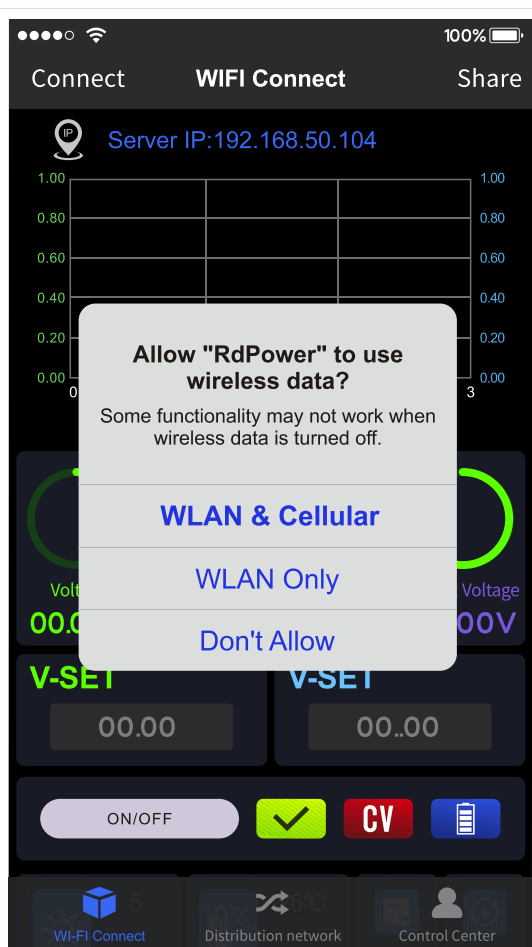 100%
Connect
WIFI Connect
Share
IP
Server IP:192.168.50.104
1.00
1.00
0.80
0.80
0.60
0.60
0.40
0.40
0.20
0.20
0.00
0.00
0
3
Allow "RdPower" to use
wireless data?
Some functionality may not work when
wireless data is turned off.
WLAN & Cellular
WLAN Only
Don't Allow
Voltage
00V
V-SET
V-SET
00.00
00..00
ON/OFF
CV
WI-FI Connect
Distribution network
Control Center